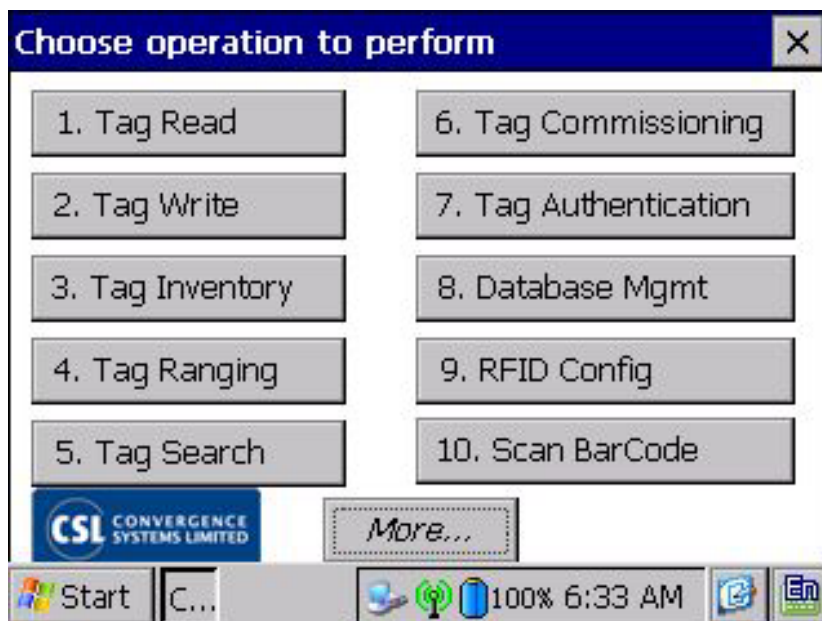 Choose operation to perform
1. Tag Read
2. Tag Write
3. Tag Inventory
4. Tag Ranging
5. Tag Search
6. Tag Commissioning
7. Tag Authentication
8. Database Mgmt
9. RFID Config
10. Scan BarCode
CSL CONVERGENCE
SYSTEMS LIMITED
More...
Start C... 100% 6:33 AM En